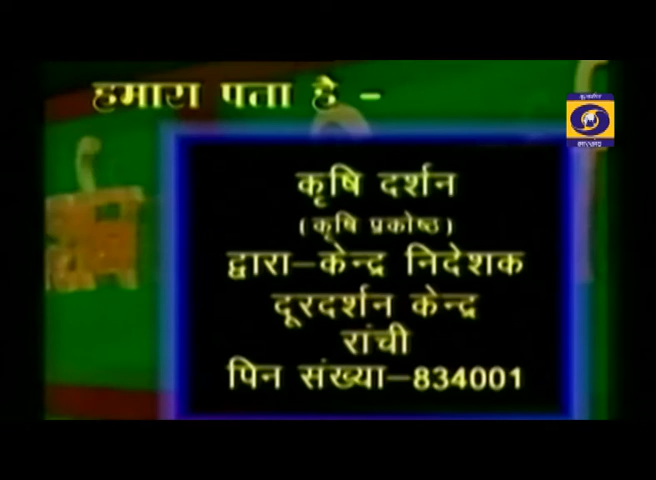 हमारा पता है -
कृषि दर्शन
(कृषि प्रकोष्ठ)
द्वारा-केन्द्र निदेशक
दूरदर्शन केन्द्र
रांची
पिन संख्या-834001